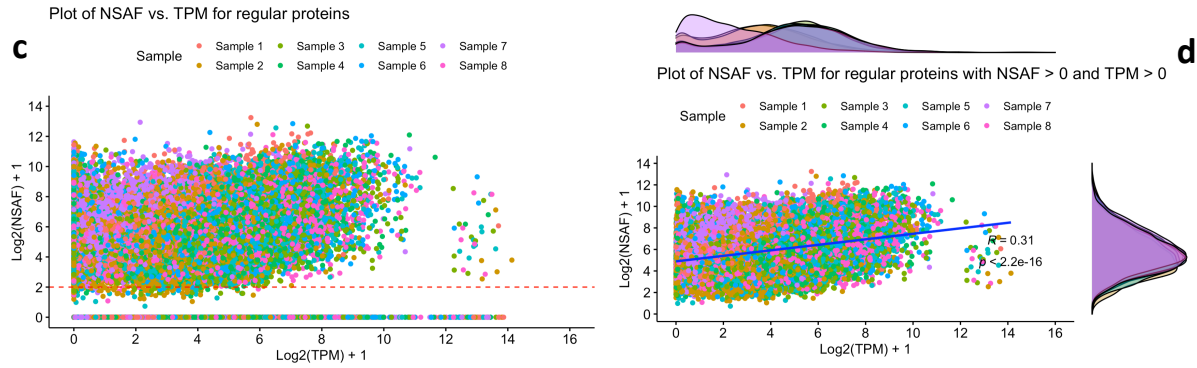 Plot of NSAF vs. TPM for regular proteins
c
Sample
Sample 1 Sample 3 Sample 5 Sample 7
Sample 2 Sample 4 Sample 6 Sample 8
Log2(NSAF) + 1
14
12
10
8
6
4
2
0
0 2 4 6 8 10 12 14 16
Log2(TPM) + 1
d
Plot of NSAF vs. TPM for regular proteins with NSAF > 0 and TPM > 0
Sample
Sample 1 Sample 3 Sample 5 Sample 7
Sample 2 Sample 4 Sample 6 Sample 8
Log2(NSAF) + 1
14
12
10
8
6
4
2
0
R = 0.31
p < 2.2e-16
0 2 4 6 8 10 12 14 16
Log2(TPM) + 1